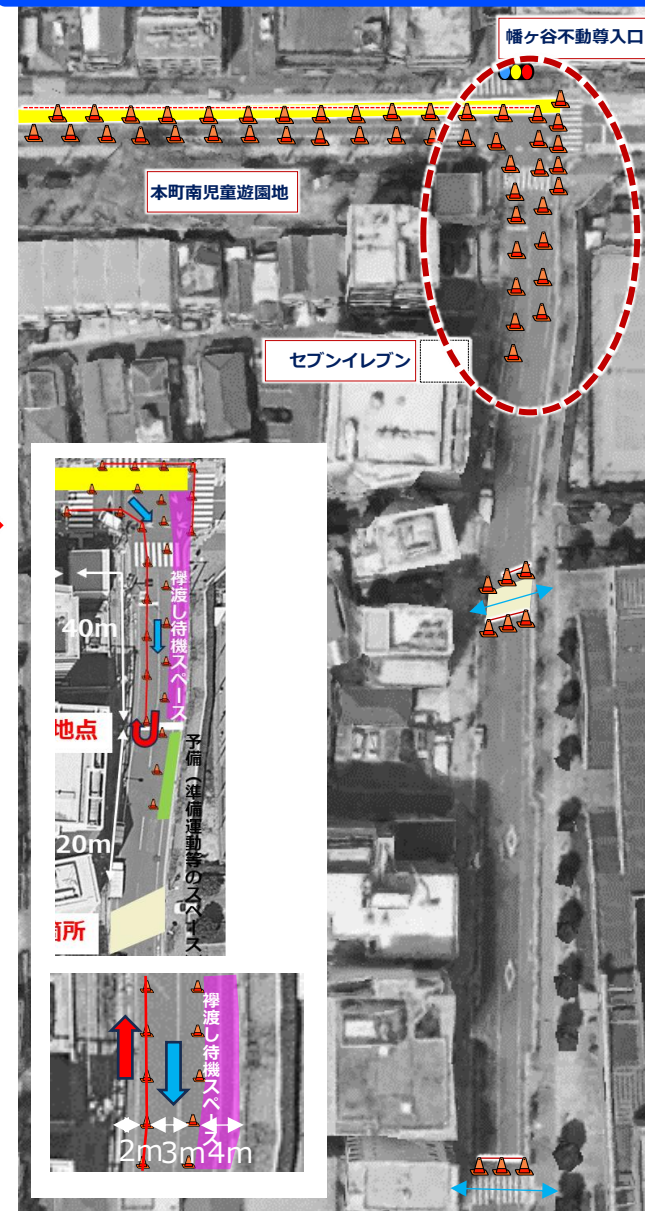 幡ヶ谷不動尊入口
本町南児童遊園地
セブンイレブン
襷渡し待機スペース
40m
地点
予備（準備運動等のスペース
20m
箇所
襷渡し待機スペース
2m3m4m